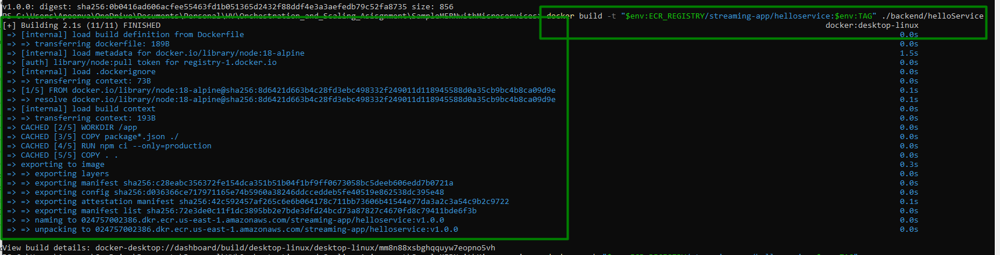 v1.0.0: digest: sha256:0b0416ad606acfee55463fd1b051365d2432f88ddf4e3a3aefedb79c52fa8735 size: 856
PS C:\Users\Apoorva\OneDrive\Documents\Personal\HV\Orchestration_and_Scaling_Asisgnment\SampleMERNwithMicroservices> docker build -t "$env:ECR_REGISTRY/streaming-app/helloservice:$env:TAG" ./backend/helloService
[+] Building 2.1s (11/11) FINISHED docker:desktop-linux
=> [internal] load build definition from Dockerfile 0.0s
=> => transferring dockerfile: 189B 0.0s
=> [internal] load metadata for docker.io/library/node:18-alpine 1.5s
=> [auth] library/node:pull token for registry-1.docker.io 0.0s
=> [internal] load .dockerignore 0.0s
=> => transferring context: 73B 0.0s
=> [1/5] FROM docker.io/library/node:18-alpine@sha256:8d6421d663b4c28fd3ebc498332f249011d118945588d0a35cb9bc4b8ca09d9e 0.1s
=> => resolve docker.io/library/node:18-alpine@sha256:8d6421d663b4c28fd3ebc498332f249011d118945588d0a35cb9bc4b8ca09d9e 0.1s
=> [internal] load build context 0.0s
=> => transferring context: 193B 0.0s
=> CACHED [2/5] WORKDIR /app 0.0s
=> CACHED [3/5] COPY package*.json ./ 0.0s
=> CACHED [4/5] RUN npm ci --only=production 0.0s
=> CACHED [5/5] COPY . . 0.0s
=> exporting to image 0.3s
=> => exporting layers 0.0s
=> => exporting manifest sha256:c28eabc356372fe154dca351b51b04f1bf9ff0673058bc5deeb606edd7b0721a 0.0s
=> => exporting config sha256:d036366ce717971165e74b5960a38246ddcceddeb5fe40519e862538dc395e48 0.0s
=> => exporting attestation manifest sha256:42c592457af265c6e6b064178c711bb73606b41544e77da3a2c3a54c9b2c9722 0.1s
=> => exporting manifest list sha256:72e3de0c11f1dc3895bb2e7bde3dfd24bcd73a87827c4670fd8c79411bde6f3b 0.0s
=> => naming to 024757002386.dkr.ecr.us-east-1.amazonaws.com/streaming-app/helloservice:v1.0.0 0.0s
=> => unpacking to 024757002386.dkr.ecr.us-east-1.amazonaws.com/streaming-app/helloservice:v1.0.0 0.0s
View build details: docker-desktop://dashboard/build/desktop-linux/desktop-linux/mm8n88xsbghqquyw7eopno5vh